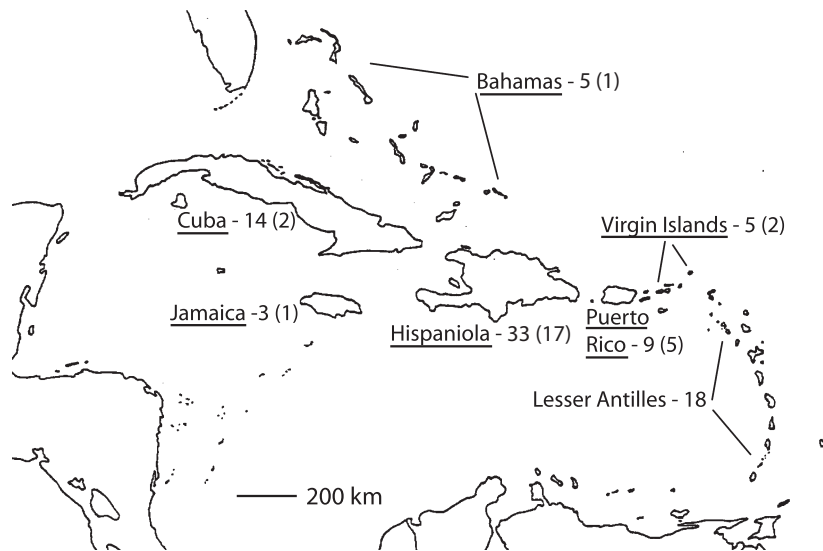 Bahamas - 5 (1)
Cuba - 14 (2)
Virgin Islands - 5 (2)
Jamaica -3 (1)
Hispaniola - 33 (17)
Puerto
Rico - 9 (5)
Lesser Antilles - 18
200 km